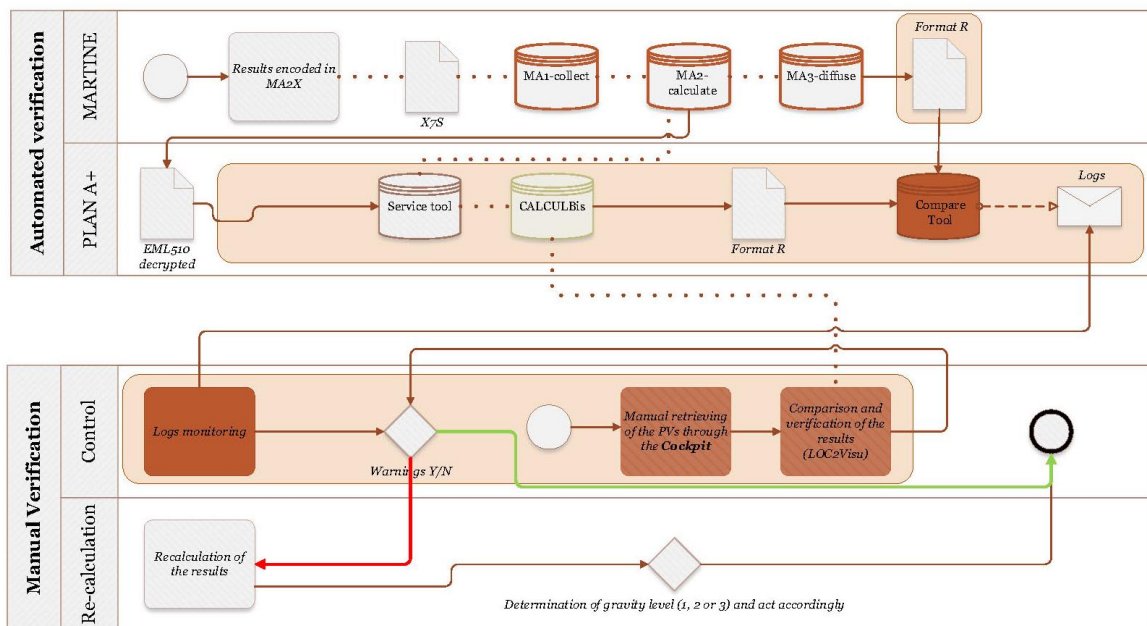 Automated verification
MARTINE
Results encoded in
MA2X
X7S
MA1-collect
MA2-
calculate
MA3-diffuse
Format R
PLAN A+
EML510
decrypted
Service tool
CALCULBis
Format R
Compare
Tool
Logs
Manual Verification
Control
Logs monitoring
Warnings Y/N
Manual retrieving
of the PVs through
the Cockpit
Comparison and
verification of the
results
(LOC2Visu)
Re-calculation
Recalculation of
the results
Determination of gravity level (1, 2 or 3) and act accordingly